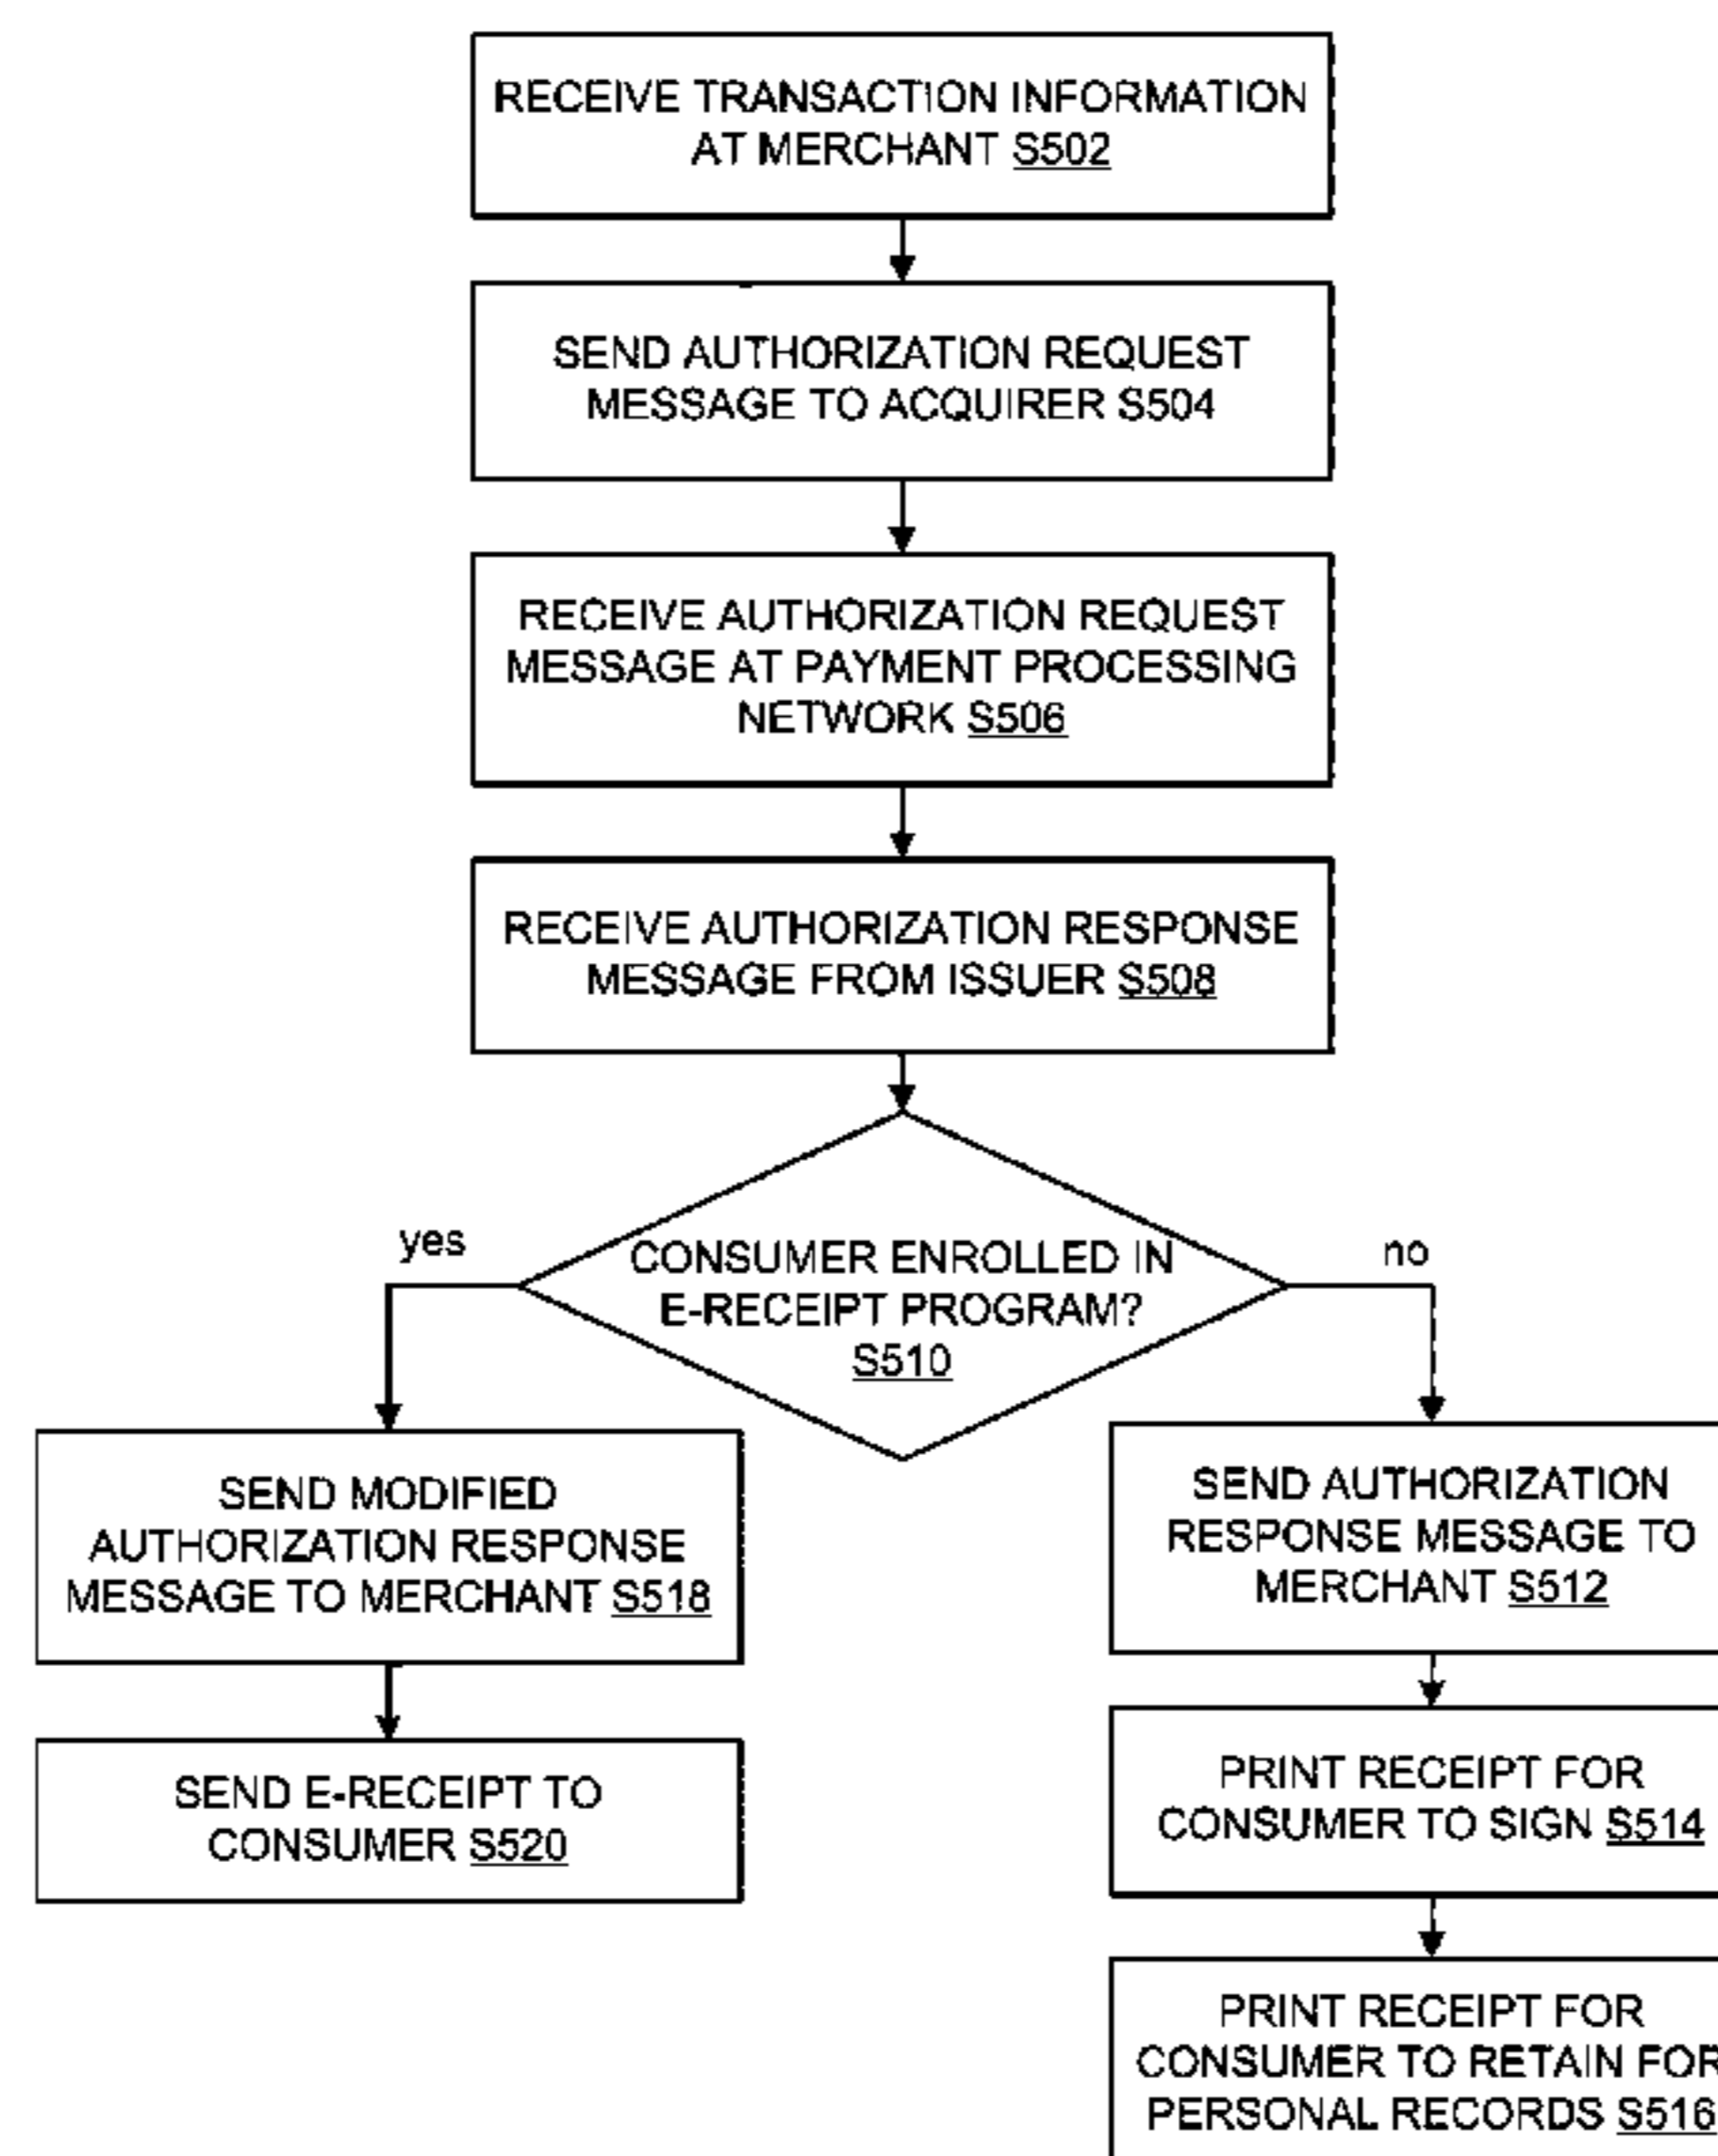 RECEIVE TRANSACTION INFORMATION
AT MERCHANT S502
SEND AUTHORIZATION REQUEST
MESSAGE TO ACQUIRER S504
RECEIVE AUTHORIZATION REQUEST
MESSAGE AT PAYMENT PROCESSING
NETWORK S506
RECEIVE AUTHORIZATION RESPONSE
MESSAGE FROM ISSUER S508
CONSUMER ENROLLED IN
E-RECEIPT PROGRAM?
S510
yes
no
SEND MODIFIED
AUTHORIZATION RESPONSE
MESSAGE TO MERCHANT S518
SEND E-RECEIPT TO
CONSUMER S520
SEND AUTHORIZATION
RESPONSE MESSAGE TO
MERCHANT S512
PRINT RECEIPT FOR
CONSUMER TO SIGN S514
PRINT RECEIPT FOR
CONSUMER TO RETAIN FOR
PERSONAL RECORDS S516